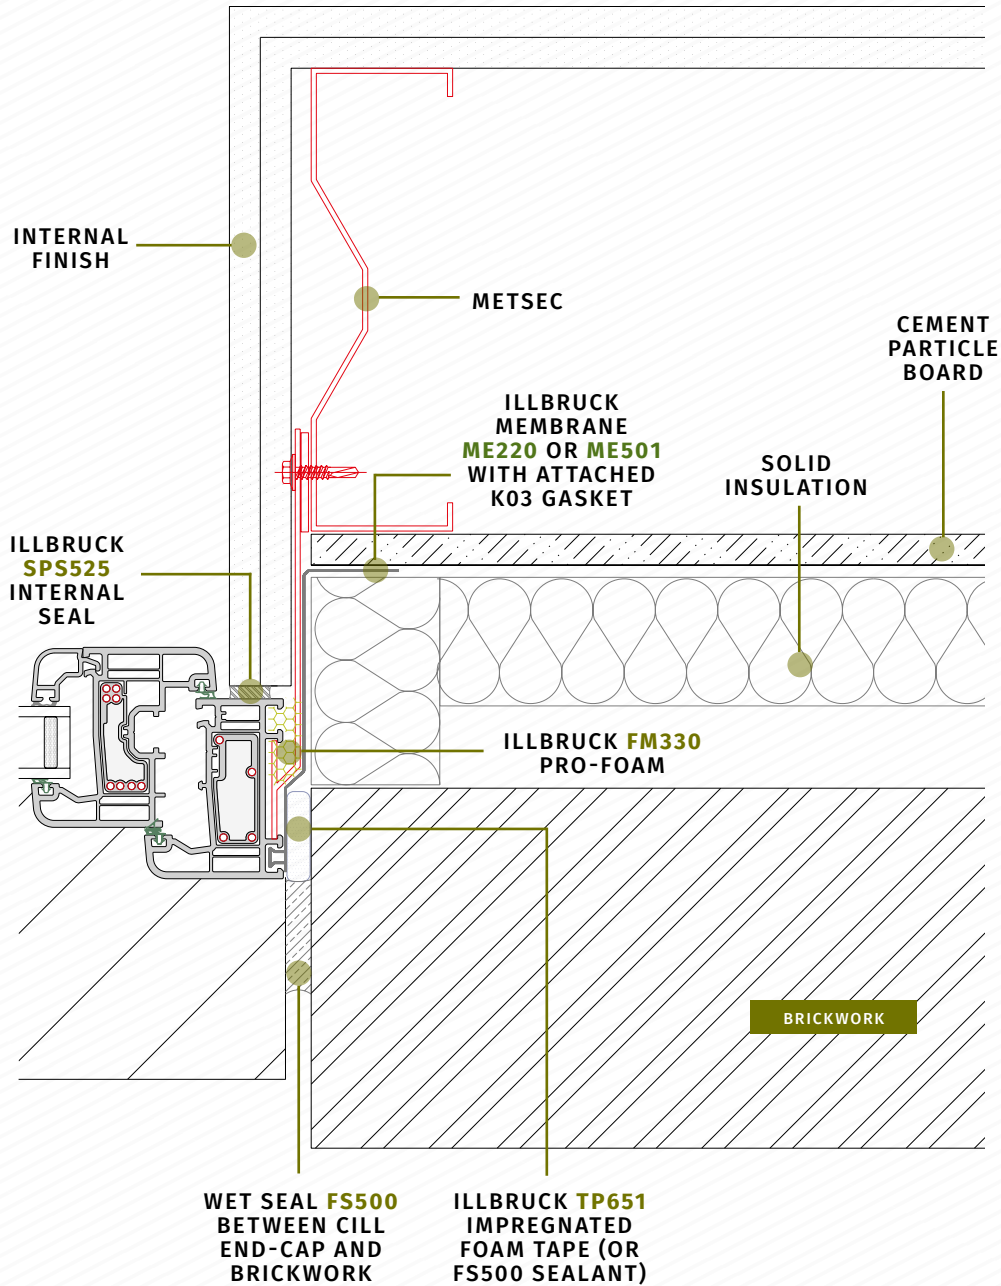 INTERNAL
FINISH
METSEC
CEMENT
PARTICLE
BOARD
ILLBRUCK
MEMBRANE
ME220 OR ME501
WITH ATTACHED
K03 GASKET
SOLID
INSULATION
ILLBRUCK
SPS525
INTERNAL
SEAL
ILLBRUCK FM330
PRO-FOAM
BRICKWORK
WET SEAL FS500
BETWEEN CILL
END-CAP AND
BRICKWORK
ILLBRUCK TP651
IMPREGNATED
FOAM TAPE (OR
FS500 SEALANT)